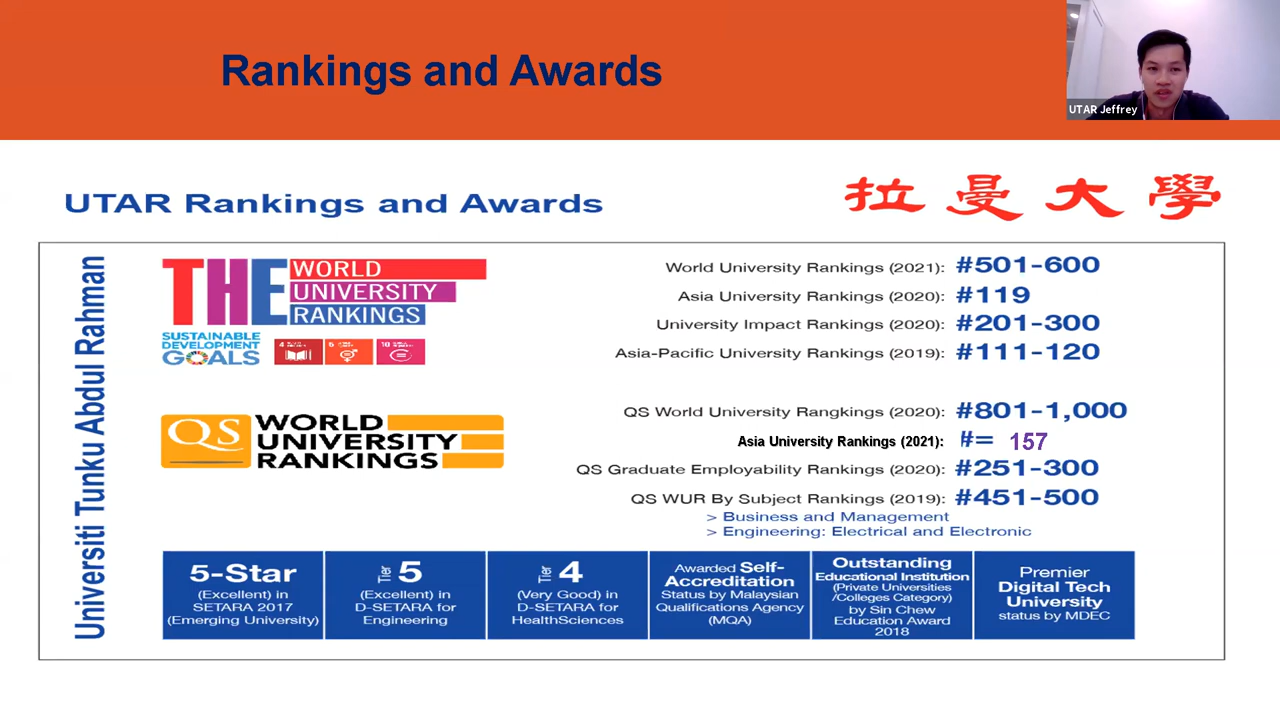 Rankings and Awards
UTAR Jeffrey
UTAR Rankings and Awards
拉曼大學
Universiti Tunku Abdul Rahman
THE WORLD
UNIVERSITY
RANKINGS
SUSTAINABLE
DEVELOPMENT
GOALS
4
5
10
World University Rankings (2021): #501-600
Asia University Rankings (2020): #119
University Impact Rankings (2020): #201-300
Asia-Pacific University Rankings (2019): #111-120
QS WORLD
UNIVERSITY
RANKINGS
QS World University Rangkings (2020): #801-1,000
Asia University Rankings (2021): #= 157
QS Graduate Employability Rankings (2020): #251-300
QS WUR By Subject Rankings (2019): #451-500
> Business and Management
> Engineering: Electrical and Electronic
5-Star
(Excellent) in
SETARA 2017
(Emerging University)
Tier 5
(Excellent) in
D-SETARA for
Engineering
Tier 4
(Very Good) in
D-SETARA for
HealthSciences
Awarded Self-
Accreditation
Status by Malaysian
Qualifications Agency
(MQA)
Outstanding
Educational Institution
(Private Universities
/Colleges Category)
by Sin Chew
Education Award
2018
Premier
Digital Tech
University
status by MDEC